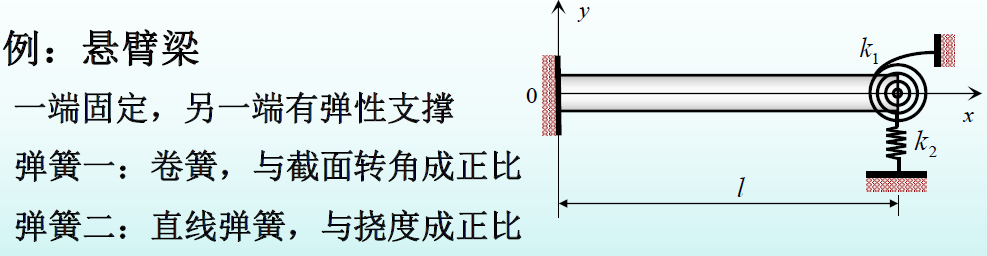 例：悬臂梁
一端固定，另一端有弹性支撑
弹簧一：卷簧，与截面转角成正比
弹簧二：直线弹簧，与挠度成正比
y
k₁
0
x
k₂
l